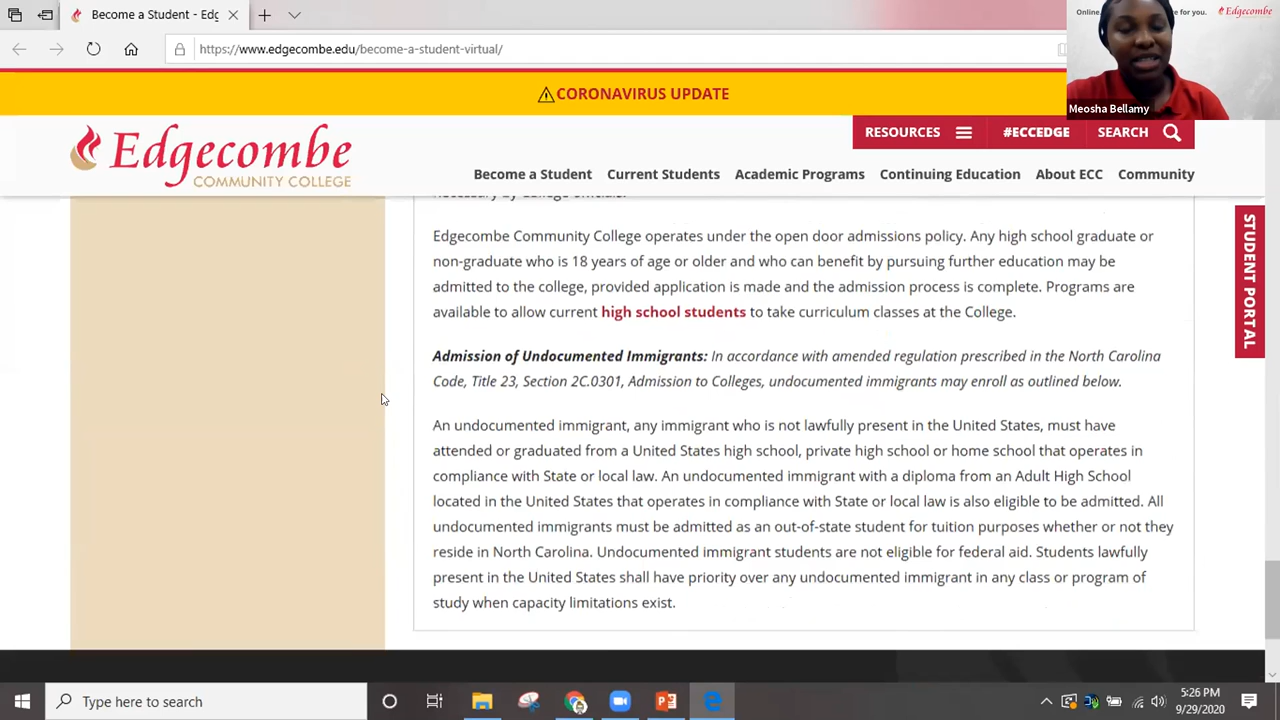 Become a Student - Edg
Online.
e for you.
Edgecombe
https://www.edgecombe.edu/become-a-student-virtual/
CORONAVIRUS UPDATE
Meosha Bellamy
Edgecombe
COMMUNITY COLLEGE
RESOURCES
#ECCEDGE
SEARCH
Become a Student
Current Students
Academic Programs
Continuing Education
About ECC
Community
necessary by College officials.
Edgecombe Community College operates under the open door admissions policy. Any high school graduate or
non-graduate who is 18 years of age or older and who can benefit by pursuing further education may be
admitted to the college, provided application is made and the admission process is complete. Programs are
available to allow current high school students to take curriculum classes at the College.
Admission of Undocumented Immigrants: In accordance with amended regulation prescribed in the North Carolina
Code, Title 23, Section 2C.0301, Admission to Colleges, undocumented immigrants may enroll as outlined below.
An undocumented immigrant, any immigrant who is not lawfully present in the United States, must have
attended or graduated from a United States high school, private high school or home school that operates in
compliance with State or local law. An undocumented immigrant with a diploma from an Adult High School
located in the United States that operates in compliance with State or local law is also eligible to be admitted. All
undocumented immigrants must be admitted as an out-of-state student for tuition purposes whether or not they
reside in North Carolina. Undocumented immigrant students are not eligible for federal aid. Students lawfully
present in the United States shall have priority over any undocumented immigrant in any class or program of
study when capacity limitations exist.
STUDENT PORTAL
Type here to search
5:26 PM
9/29/2020